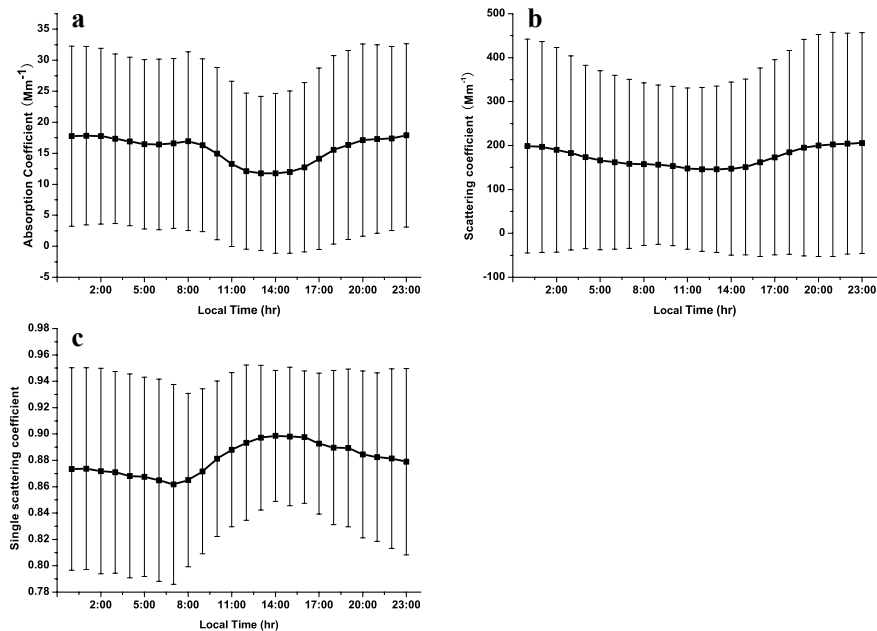 a
Absorption Coefficient (Mm-1)
35
30
25
20
15
10
5
0
-5
2:00 5:00 8:00 11:00 14:00 17:00 20:00 23:00
Local Time (hr)
b
Scattering coefficient (Mm-1)
500
400
300
200
100
0
-100
2:00 5:00 8:00 11:00 14:00 17:00 20:00 23:00
Local Time (hr)
c
Single scattering coefficient
0.98
0.96
0.94
0.92
0.90
0.88
0.86
0.84
0.82
0.80
0.78
2:00 5:00 8:00 11:00 14:00 17:00 20:00 23:00
Local Time (hr)